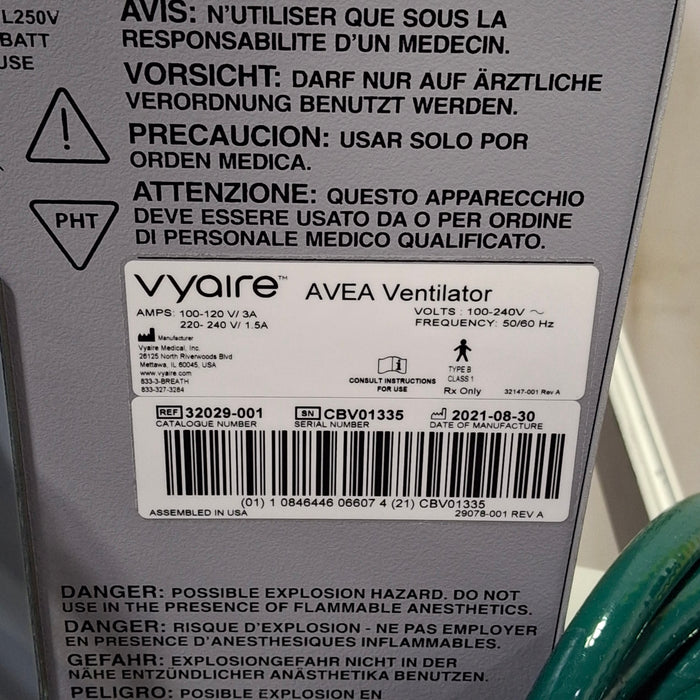 L250V
BATT
USE
AVIS: N'UTILISER QUE SOUS LA
RESPONSABILITE D'UN MEDECIN.
VORSICHT: DARF NUR AUF ÄRZTLICHE
VERORDNUNG BENUTZT WERDEN.
!
PRECAUCION: USAR SOLO POR
ORDEN MEDICA.
PHT
ATTENZIONE: QUESTO APPARECCHIO
DEVE ESSERE USATO DA O PER ORDINE
DI PERSONALE MEDICO QUALIFICATO.
vyaire™ AVEA Ventilator
AMPS: 100-120 V/ 3A
220- 240 V/ 1.5A
VOLTS : 100-240V ~
FREQUENCY: 50/60 Hz
Manufacturer
Vyaire Medical, Inc.
26125 North Riverwoods Blvd
Mettawa, IL 60045, USA
www.vyaire.com
833-3-BREATH
833-327-3284
CONSULT INSTRUCTIONS
FOR USE
TYPE B
CLASS 1
Rx Only
32147-001 Rev A
REF 32029-001 SN CBV01335 2021-08-30
CATALOGUE NUMBER SERIAL NUMBER DATE OF MANUFACTURE
(01) 1 0846446 06607 4 (21) CBV01335
ASSEMBLED IN USA 29078-001 REV A
DANGER: POSSIBLE EXPLOSION HAZARD. DO NOT
USE IN THE PRESENCE OF FLAMMABLE ANESTHETICS.
DANGER: RISQUE D'EXPLOSION - NE PAS EMPLOYER
EN PRESENCE D'ANESTHESIQUES INFLAMMABLES.
GEFAHR: EXPLOSIONGEFAHR NICHT IN DER
NÄHE ENTZÜNDLICHER ANÄSTHETIKA BENUTZEN.
PELIGRO: POSIBLE EXPLOSION EN